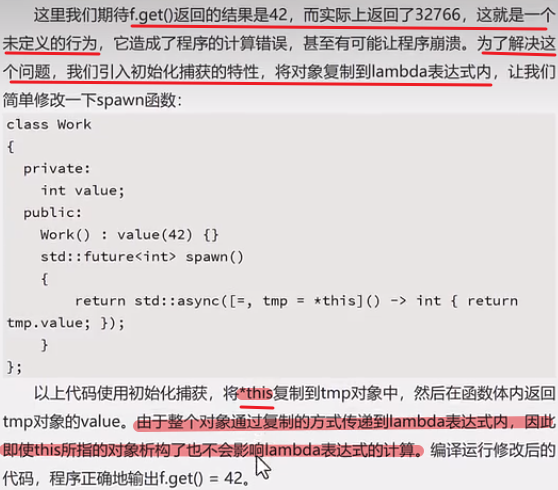 这里我们期待f.get()返回的结果是42，而实际上返回了32766，这就是一个
未定义的行为，它造成了程序的计算错误，甚至有可能让程序崩溃。为了解决这
个问题，我们引入初始化捕获的特性，将对象复制到lambda表达式内，让我们
简单修改一下spawn函数：
class Work
{
  private:
    int value;
  public:
    Work() : value(42) {}
    std::future<int> spawn()
    {
        return std::async([=, tmp = *this]() -> int { return
tmp.value; });
    }
};
以上代码使用初始化捕获，将*this复制到tmp对象中，然后在函数体内返回
tmp对象的value。由于整个对象通过复制的方式传递到lambda表达式内，因此
即使this所指的对象析构了也不会影响lambda表达式的计算。编译运行修改后的
代码，程序正确地输出f.get() = 42。